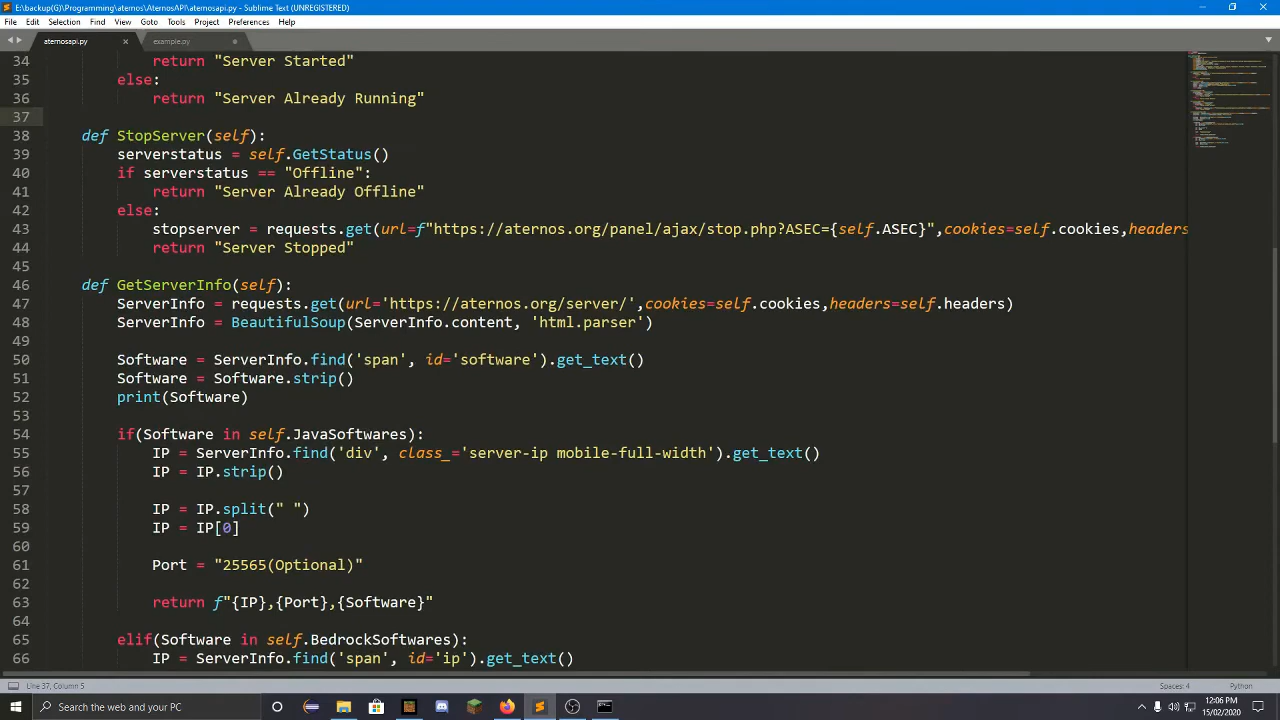 E:\backup(G)\Programming\aternos\AternosAPI\aternosapi.py - Sublime Text (UNREGISTERED)
File Edit Selection Find View Goto Tools Project Preferences Help
aternosapi.py × example.py
34 return "Server Started"
35 else:
36 return "Server Already Running"
37
38 def StopServer(self):
39 serverstatus = self.GetStatus()
40 if serverstatus == "Offline":
41 return "Server Already Offline"
42 else:
43 stopserver = requests.get(url=f"https://aternos.org/panel/ajax/stop.php?ASEC={self.ASEC}",cookies=self.cookies,headers
44 return "Server Stopped"
45
46 def GetServerInfo(self):
47 ServerInfo = requests.get(url='https://aternos.org/server/',cookies=self.cookies,headers=self.headers)
48 ServerInfo = BeautifulSoup(ServerInfo.content, 'html.parser')
49
50 Software = ServerInfo.find('span', id='software').get_text()
51 Software = Software.strip()
52 print(Software)
53
54 if(Software in self.JavaSoftwares):
55 IP = ServerInfo.find('div', class_='server-ip mobile-full-width').get_text()
56 IP = IP.strip()
57
58 IP = IP.split(" ")
59 IP = IP[0]
60
61 Port = "25565(Optional)"
62
63 return f"{IP},{Port},{Software}"
64
65 elif(Software in self.BedrockSoftwares):
66 IP = ServerInfo.find('span', id='ip').get_text()
Line 37, Column 5 Spaces: 4 Python
Search the web and your PC
12:06 PM
15/02/2020